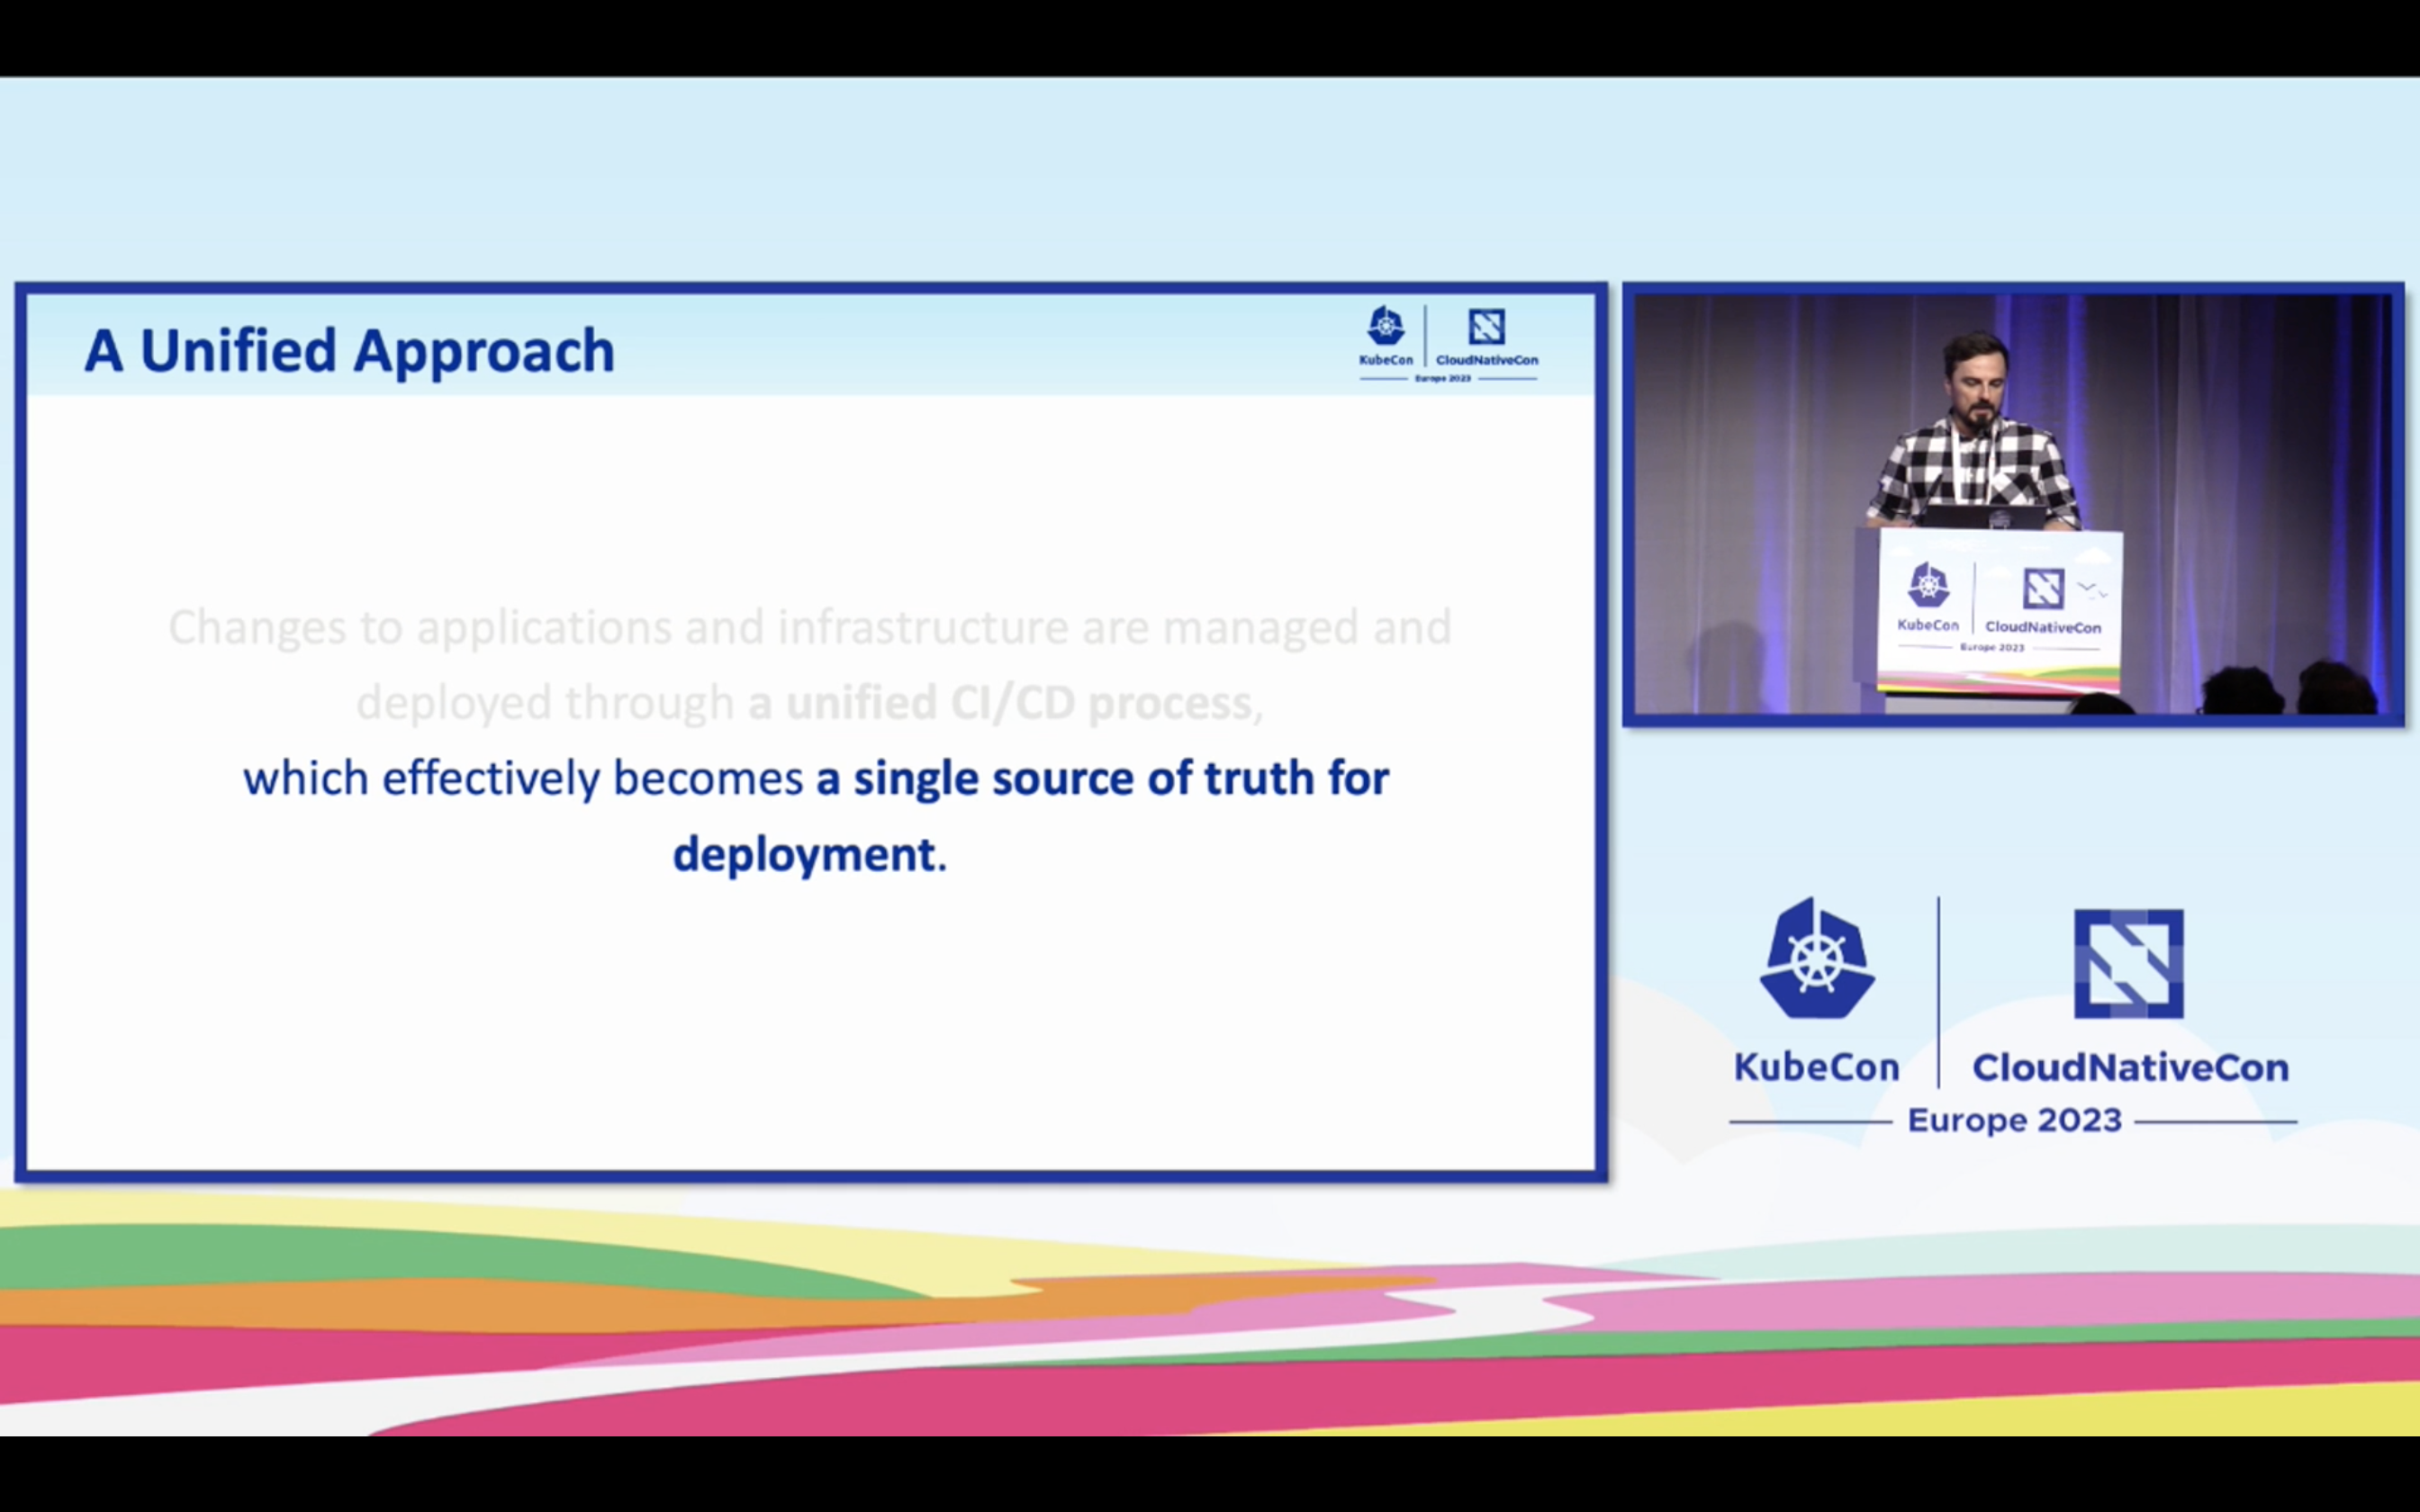 A Unified Approach
KubeCon
CloudNativeCon
Europe 2023
Changes to applications and infrastructure are managed and
deployed through a unified CI/CD process,
which effectively becomes a single source of truth for
deployment.
KubeCon
CloudNativeCon
Europe 2023
KubeCon
CloudNativeCon
Europe 2023